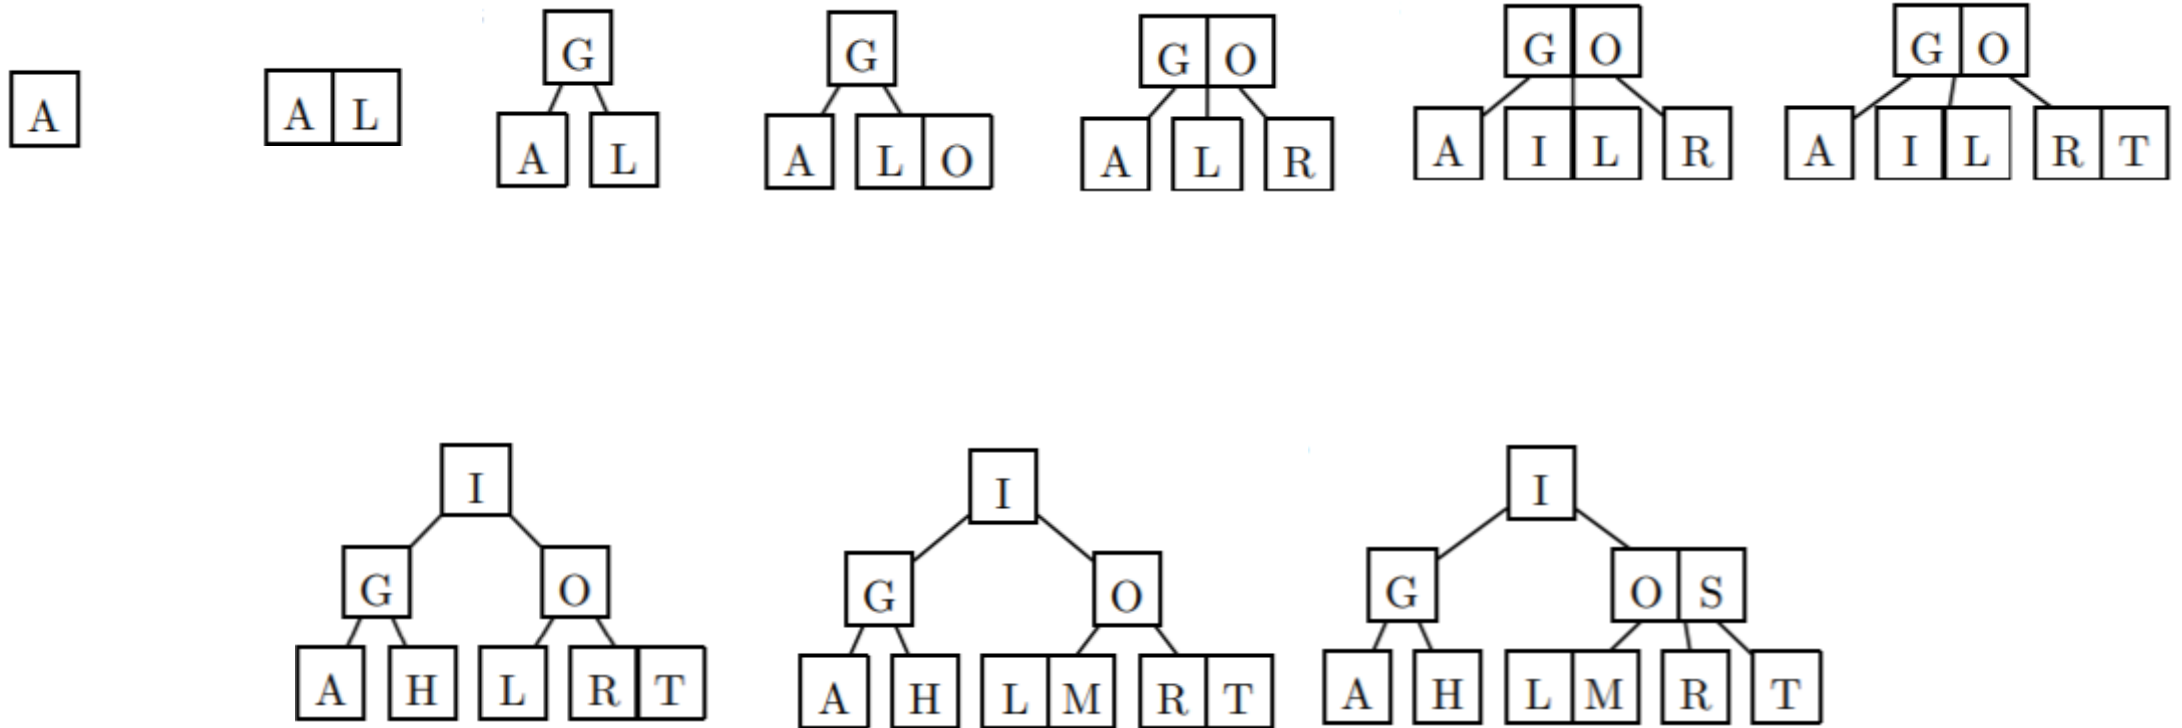 A
A L
G
A L
G
A L O
G O
A L R
G O
A I L R
G O
A I L R T
I
G O
A H L R T
I
G O
A H L M R T
I
G O S
A H L M R T